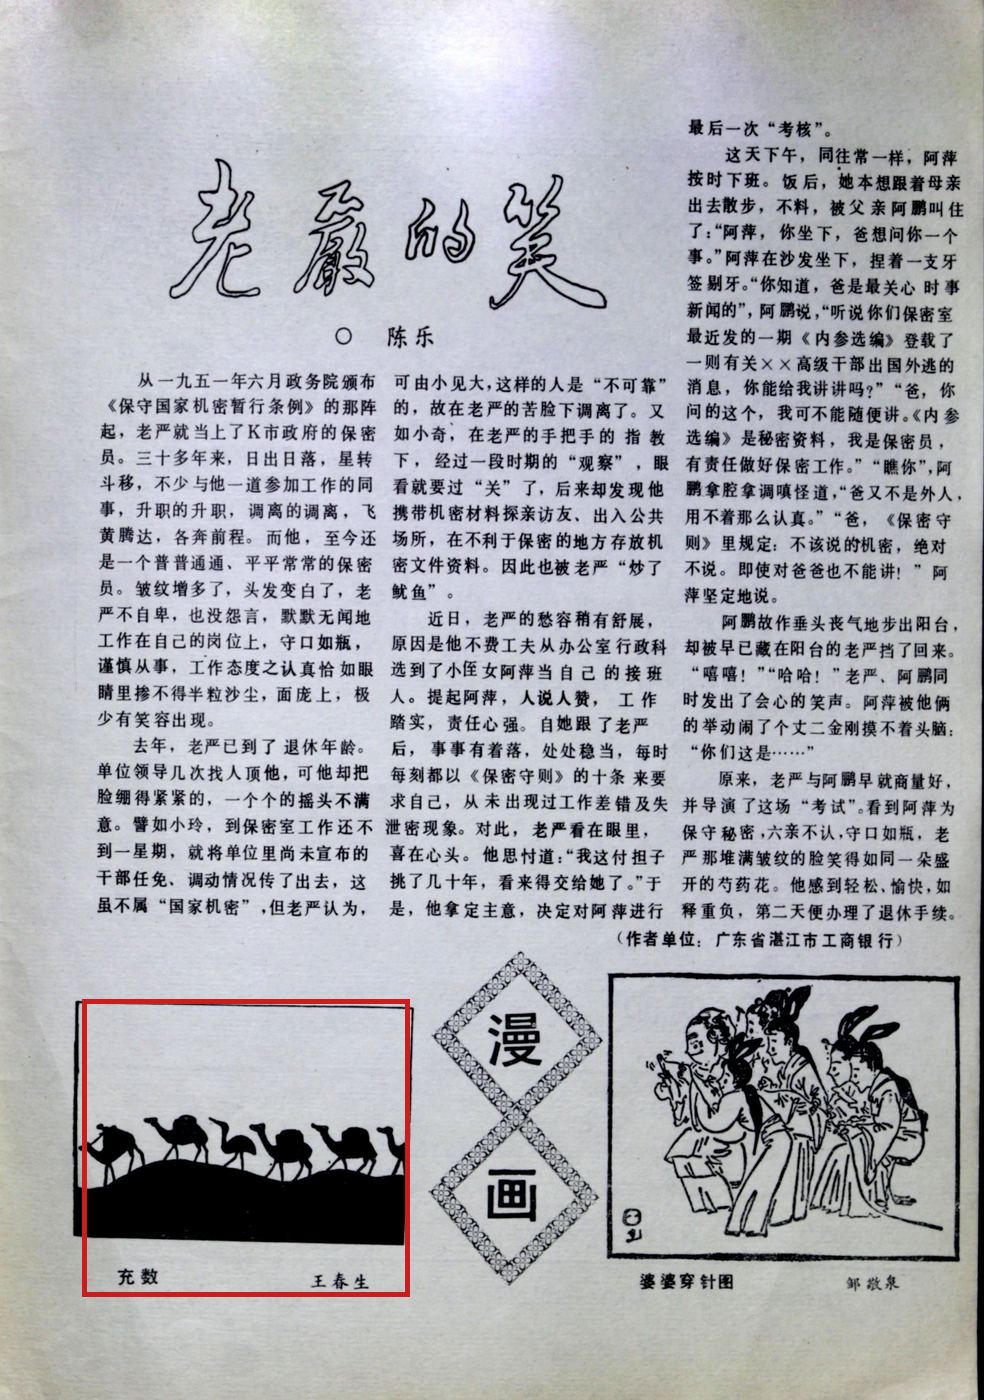 老严的笑
○ 陈乐
从一九五一年六月政务院颁布
《保守国家机密暂行条例》的那阵
起，老严就当上了K市政府的保密
员。三十多年来，日出日落，星转
斗移，不少与他一道参加工作的同
事，升职的升职，调离的调离，飞
黄腾达，各奔前程。而他，至今还
是一个普普通通、平平常常的保密
员。皱纹增多了，头发变白了，老
严不自卑，也没怨言，默默无闻地
工作在自己的岗位上，守口如瓶，
谨慎从事，工作态度之认真恰如眼
睛里掺不得半粒沙尘，面庞上，极
少有笑容出现。
去年，老严已到了退休年龄。
单位领导几次找人顶他，可他却把
脸绷得紧紧的，一个个的摇头不满
意。譬如小玲，到保密室工作还不
到一星期，就将单位里尚未宣布的
干部任免、调动情况传了出去，这
虽不属“国家机密”，但老严认为，
可由小见大，这样的人是“不可靠”
的，故在老严的苦脸下调离了。又
如小奇，在老严的手把手的指教
下，经过一段时期的“观察”，眼
看就要过“关”了，后来却发现他
携带机密材料探亲访友、出入公共
场所，在不利于保密的地方存放机
密文件资料。因此也被老严“炒了
鱿鱼”。
近日，老严的愁容稍有舒展，
原因是他不费工夫从办公室行政科
选到了小侄女阿萍当自己的接班
人。提起阿萍，人说人赞，工作
踏实，责任心强。自她跟了老严
后，事事有着落，处处稳当，每时
每刻都以《保密守则》的十条来要
求自己，从未出现过工作差错及失
泄密现象。对此，老严看在眼里，
喜在心头。他思忖道：“我这付担子
挑了几十年，看来得交给她了。”于
是，他拿定主意，决定对阿萍进行
最后一次“考核”。
这天下午，同往常一样，阿萍
按时下班。饭后，她本想跟着母亲
出去散步，不料，被父亲阿鹏叫住
了：“阿萍，你坐下，爸想问你一个
事。”阿萍在沙发坐下，捏着一支牙
签剔牙。“你知道，爸是最关心时事
新闻的”，阿鹏说，“听说你们保密室
最近发的一期《内参选编》登载了
一则有关××高级干部出国外逃的
消息，你能给我讲讲吗？”“爸，你
问的这个，我可不能随便讲。《内参
选编》是秘密资料，我是保密员，
有责任做好保密工作。”“瞧你”，阿
鹏拿腔拿调嗔怪道，“爸又不是外人，
用不着那么认真。”“爸，《保密守
则》里规定：不该说的机密，绝对
不说。即使对爸爸也不能讲！”阿
萍坚定地说。
阿鹏故作垂头丧气地步出阳台，
却被早已藏在阳台的老严挡了回来。
“嘻嘻！”“哈哈！”老严、阿鹏同
时发出了会心的笑声。阿萍被他俩
的举动闹了个丈二金刚摸不着头脑：
“你们这是……”
原来，老严与阿鹏早就商量好，
并导演了这场“考试”。看到阿萍为
保守秘密，六亲不认，守口如瓶，老
严那堆满皱纹的脸笑得如同一朵盛
开的芍药花。他感到轻松、愉快，如
释重负，第二天便办理了退休手续。
（作者单位：广东省湛江市工商银行）
漫
画
充数 王春生
婆婆穿针图 邹敬泉